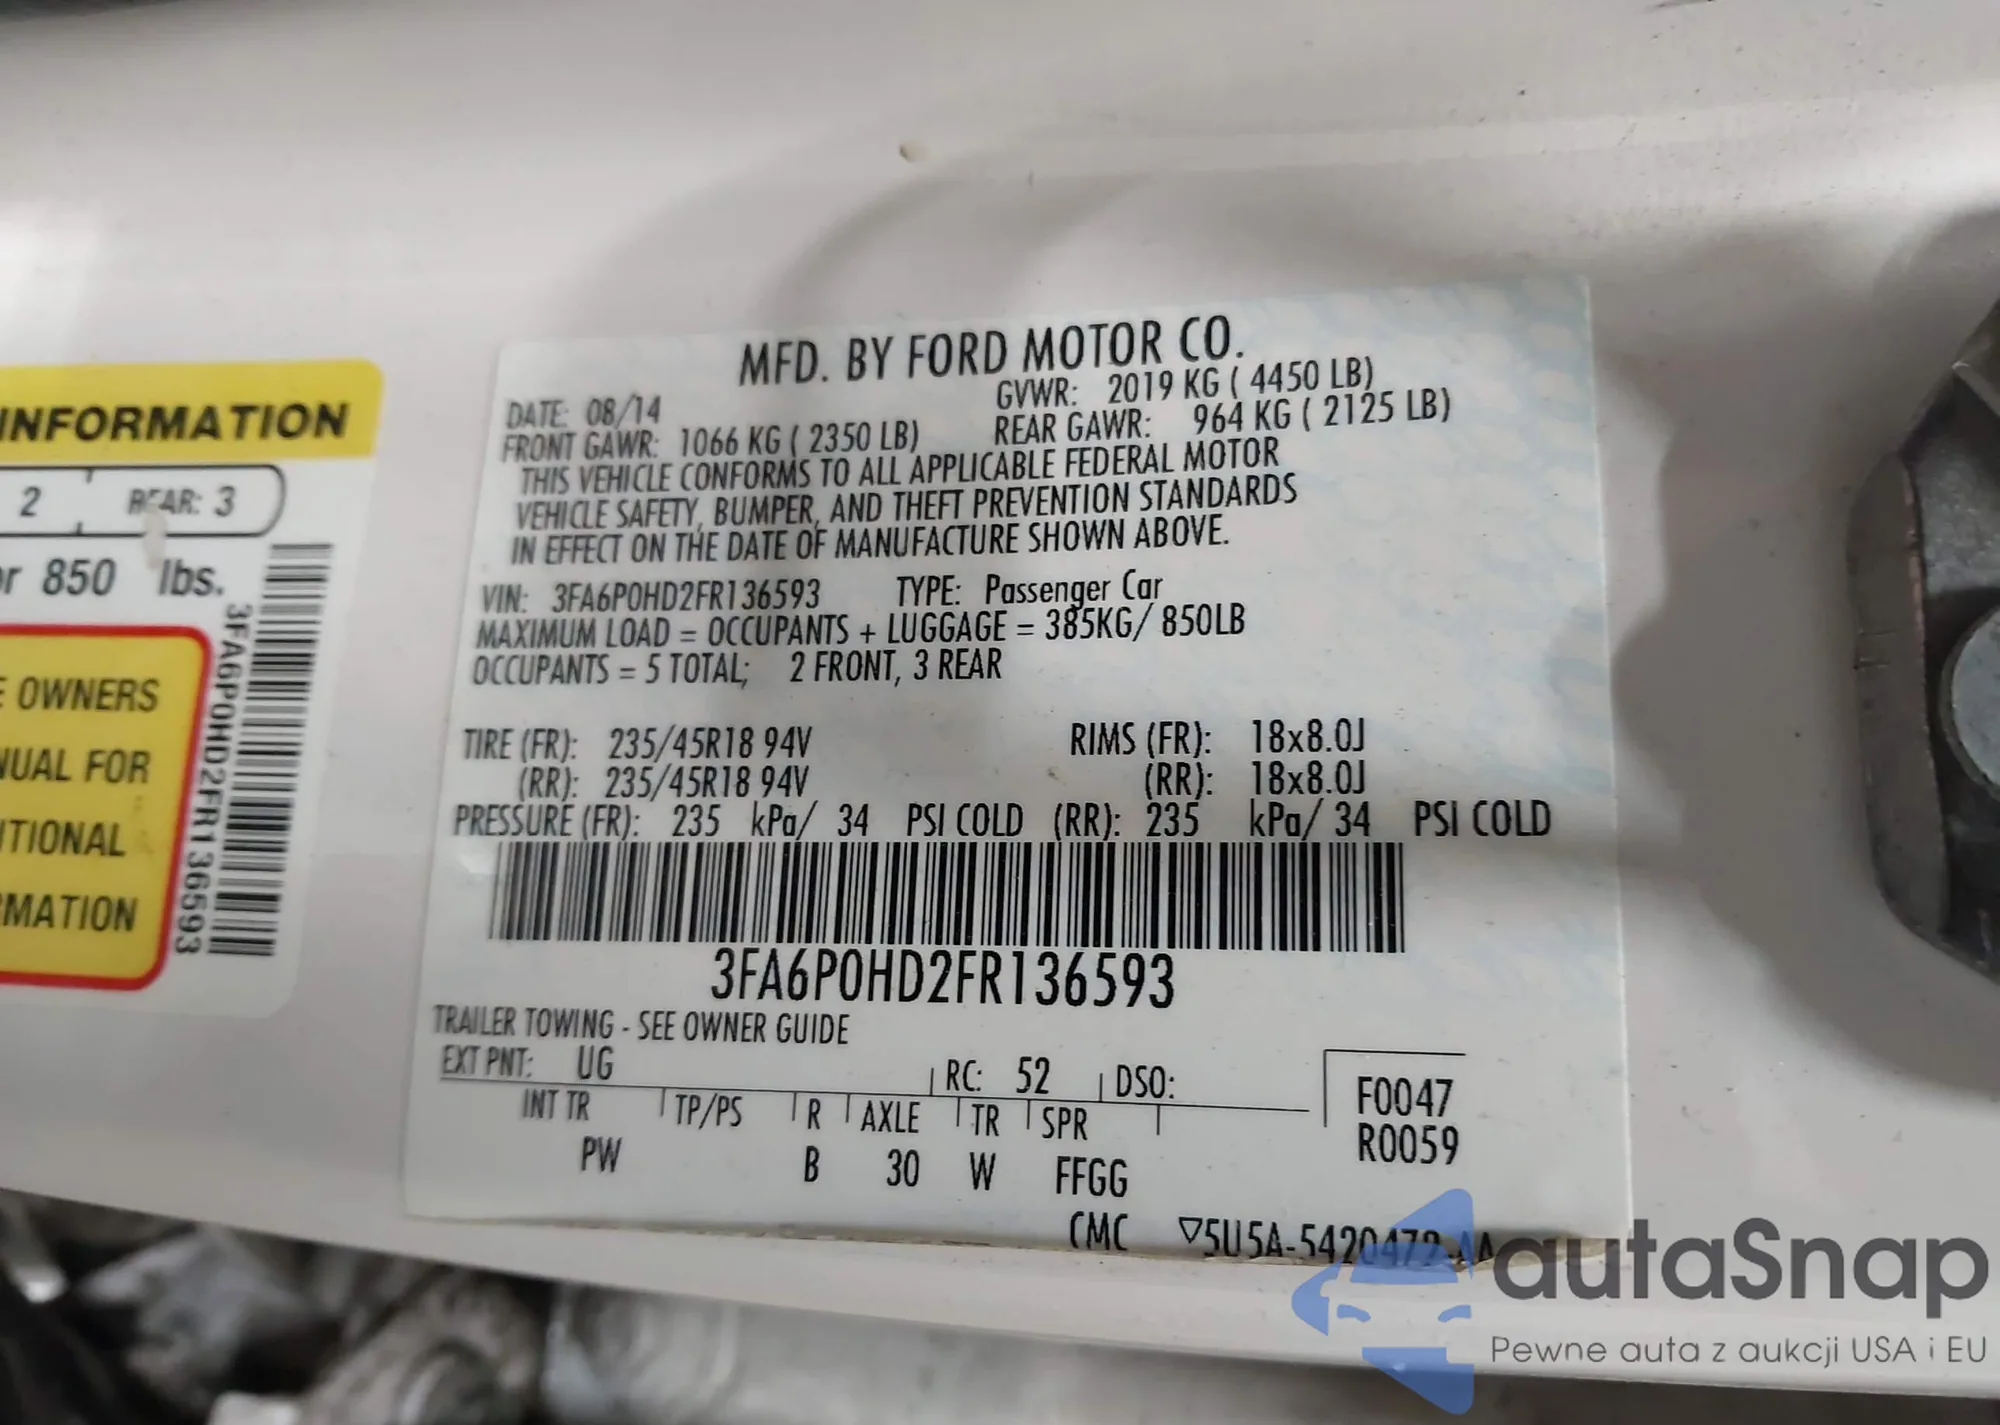 INFORMATION
2 REAR: 3
or 850 lbs.
OWNERS
FOR
3FA6P0HD2FR136593
MFD. BY FORD MOTOR CO.
DATE: 08/14 GVWR: 2019 KG ( 4450 LB)
FRONT GAWR: 1066 KG ( 2350 LB) REAR GAWR: 964 KG ( 2125 LB)
THIS VEHICLE CONFORMS TO ALL APPLICABLE FEDERAL MOTOR
VEHICLE SAFETY, BUMPER, AND THEFT PREVENTION STANDARDS
IN EFFECT ON THE DATE OF MANUFACTURE SHOWN ABOVE.
VIN: 3FA6P0HD2FR136593 TYPE: Passenger Car
MAXIMUM LOAD = OCCUPANTS + LUGGAGE = 385KG/ 850LB
OCCUPANTS = 5 TOTAL; 2 FRONT, 3 REAR
TIRE (FR): 235/45R18 94V RIMS (FR): 18x8.0J
(RR): 235/45R18 94V (RR): 18x8.0J
PRESSURE (FR): 235 kPa/ 34 PSI COLD (RR): 235 kPa/ 34 PSI COLD
3FA6P0HD2FR136593
TRAILER TOWING - SEE OWNER GUIDE
EXT PNT: UG RC: 52 DSO:
INT TR TP/PS R AXLE TR SPR F0047
PW B 30 W FFGG R0059
CMC ▽5U5A-5420472-AA
autaSnap
Pewne auta z aukcji USA i EU